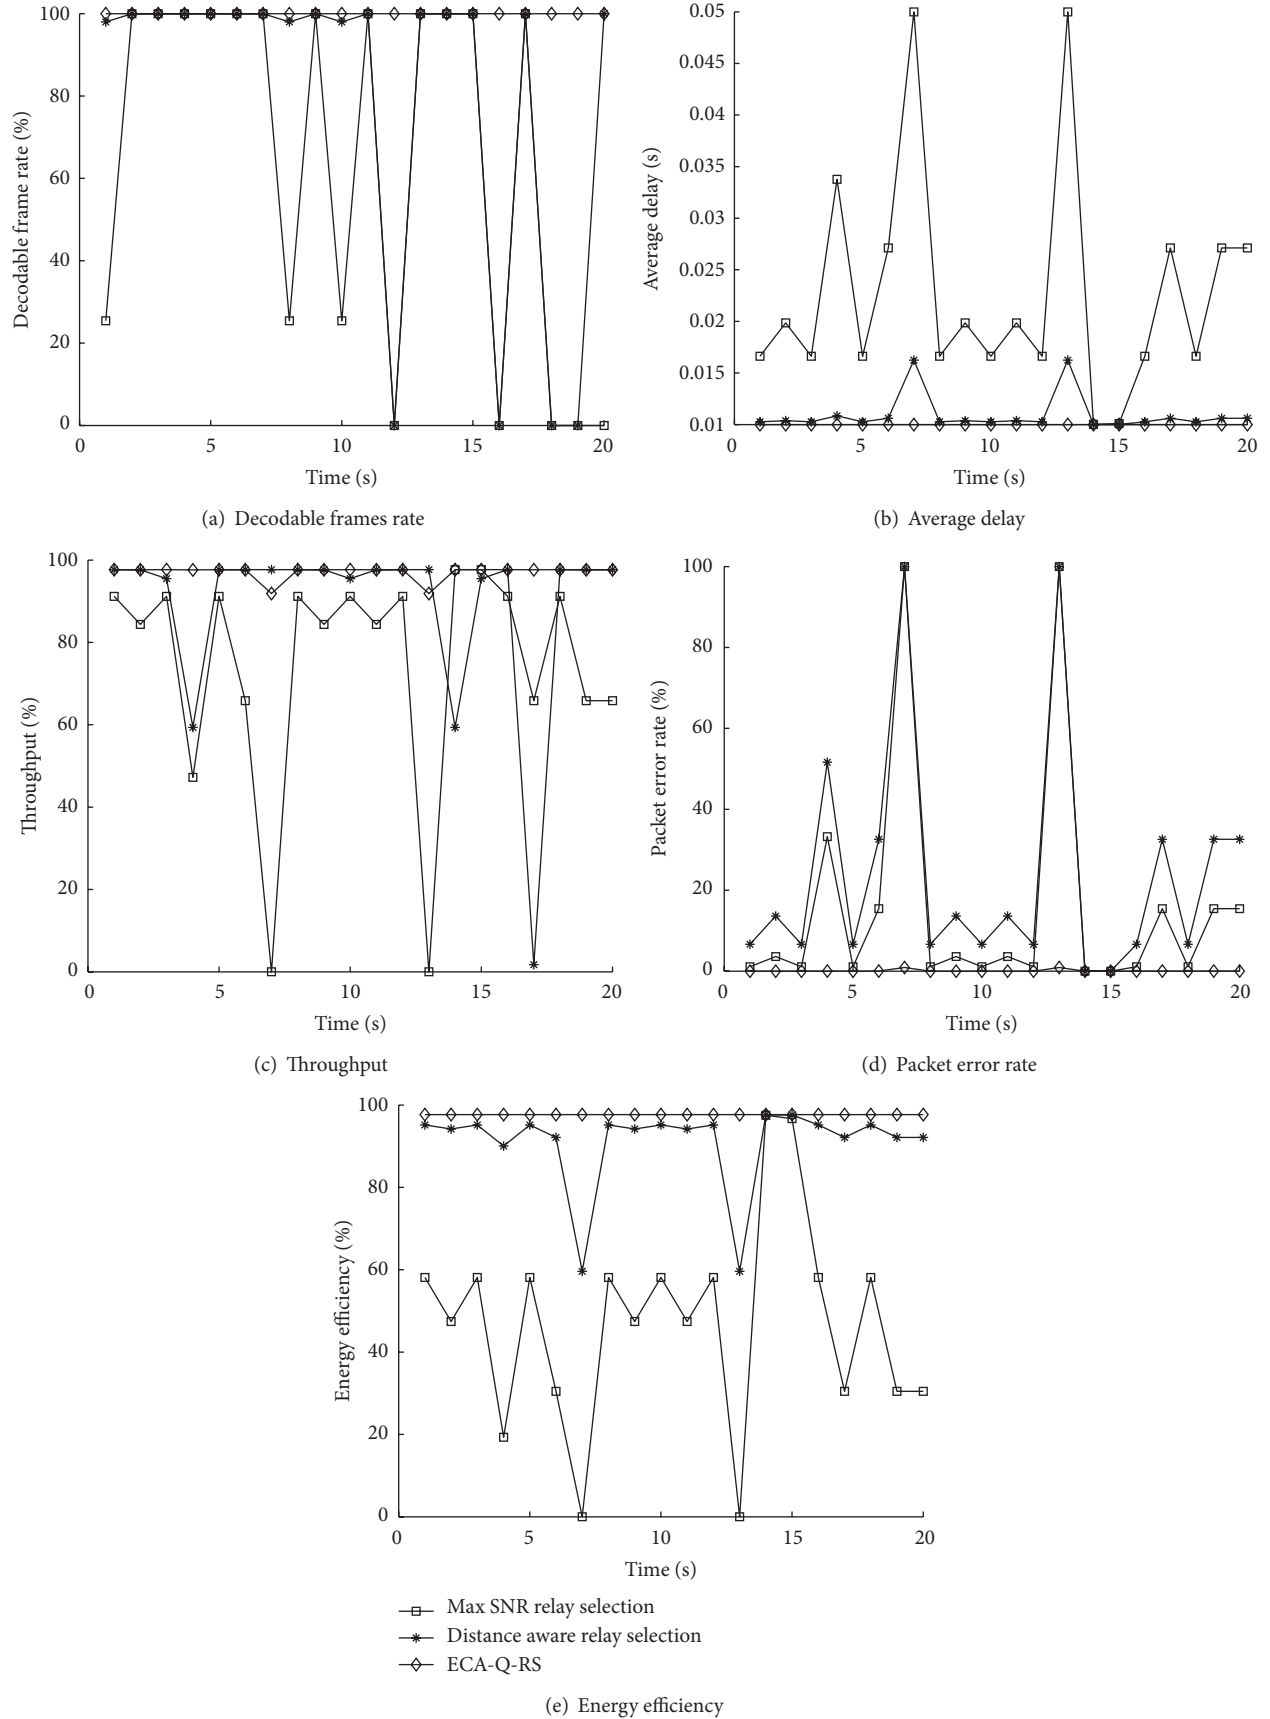 100
80
60
40
20
0
Decodable frame rate (%)
0 5 10 15 20
Time (s)
(a) Decodable frames rate
0.05
0.045
0.04
0.035
0.03
0.025
0.02
0.015
0.01
Average delay (s)
0 5 10 15 20
Time (s)
(b) Average delay
100
80
60
40
20
0
Throughput (%)
0 5 10 15 20
Time (s)
(c) Throughput
100
80
60
40
20
0
Packet error rate (%)
0 5 10 15 20
Time (s)
(d) Packet error rate
100
80
60
40
20
0
Energy efficiency (%)
0 5 10 15 20
Time (s)
Max SNR relay selection
Distance aware relay selection
ECA-Q-RS
(e) Energy efficiency